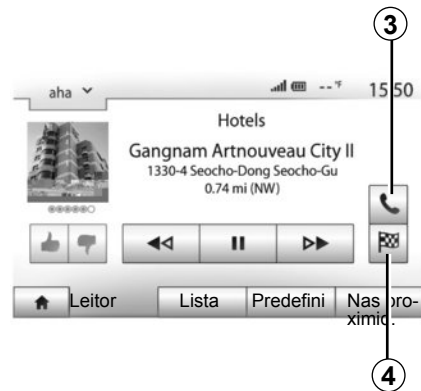 3
aha
--°F
15:50
Hotels
Gangnam Artnouveau City II
1330-4 Seocho-Dong Seocho-Gu
0.74 mi (NW)
Leitor
Lista
Predefini
Nas pro-
ximid.
4